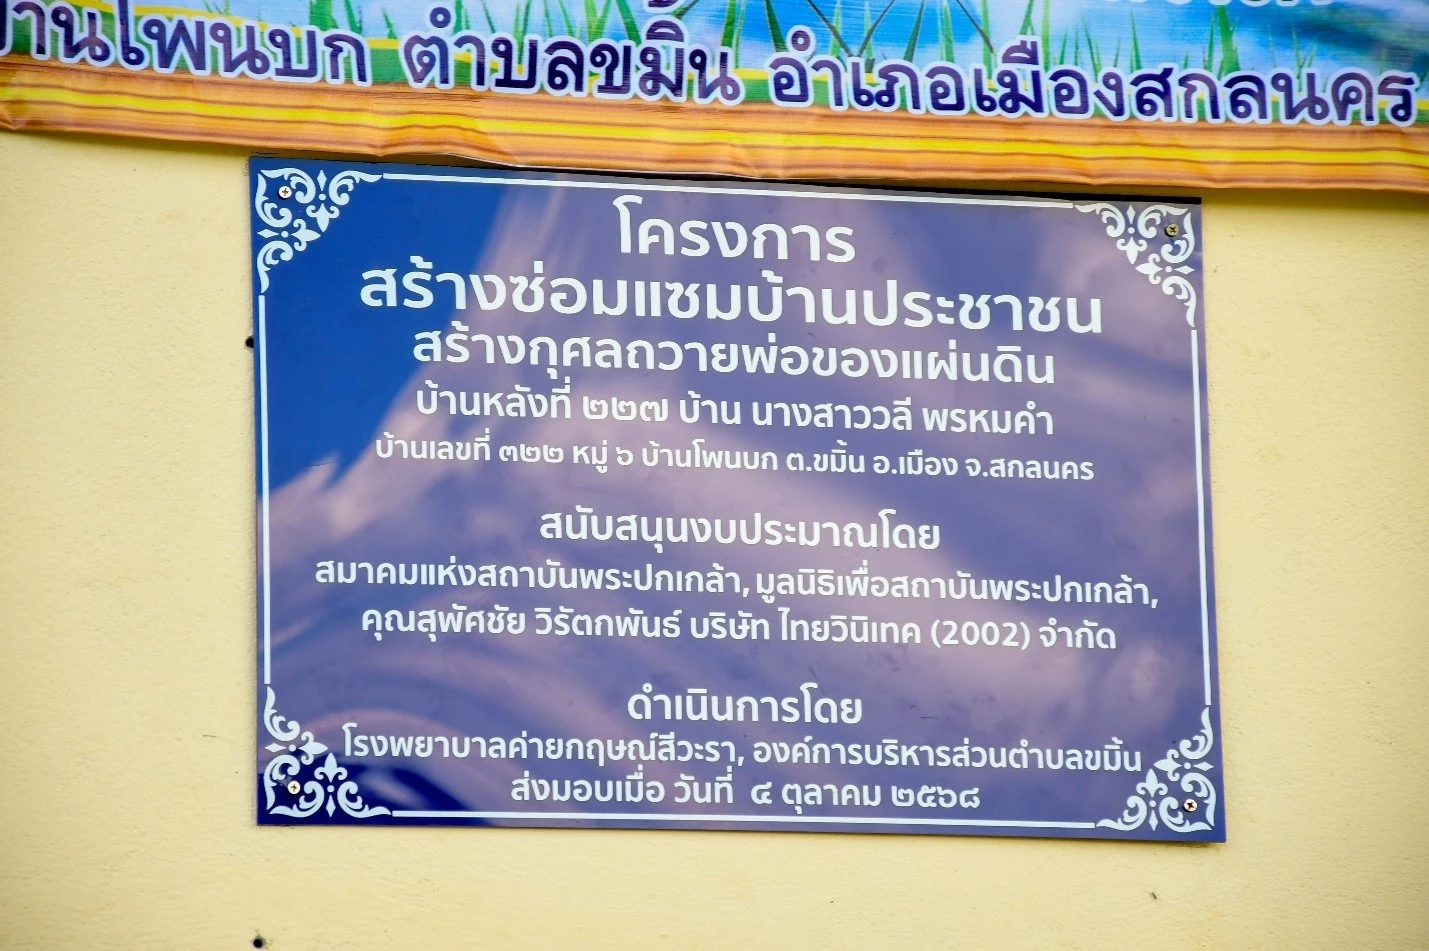 บ้านโพนบก ตำบลขมิ้น อำเภอเมืองสกลนคร
โครงการ
สร้างซ่อมแซมบ้านประชาชน
สร้างกุศลถวายพ่อของแผ่นดิน
บ้านหลังที่ ๒๒๗ บ้าน นางสาววลี พรหมคำ
บ้านเลขที่ ๓๒๒ หมู่ ๖ บ้านโพนบก ต.ขมิ้น อ.เมือง จ.สกลนคร
สนับสนุนงบประมาณโดย
สมาคมแห่งสถาบันพระปกเกล้า, มูลนิธิเพื่อสถาบันพระปกเกล้า,
คุณสุพัศชัย วิรัตกพันธ์ บริษัท ไทยวินิเทค (2002) จำกัด
ดำเนินการโดย
โรงพยาบาลค่ายกฤษณ์สีวะรา, องค์การบริหารส่วนตำบลขมิ้น
ส่งมอบเมื่อ วันที่ ๔ ตุลาคม ๒๕๖๘